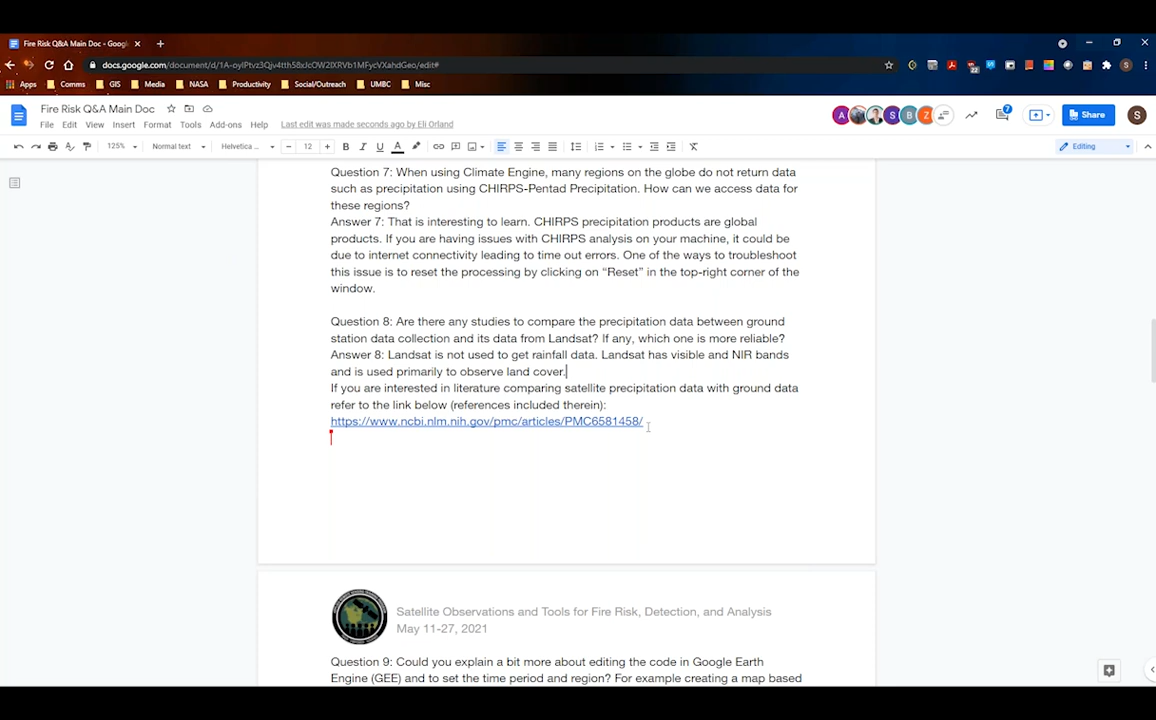 Fire Risk Q&A Main Doc - Googl
docs.google.com/document/d/
Apps Comms GIS Media NASA Productivity Social/Outreach UMBC Misc
Fire Risk Q&A Main Doc
7
Share
S
File Edit View Insert Format Tools Add-ons Help Last edit was made seconds ago by Eli Orland
125% Normal text Helvetica ... 12 B I U A Editing
Question 7: When using Climate Engine, many regions on the globe do not return data
such as precipitation using CHIRPS-Pentad Precipitation. How can we access data for
these regions?
Answer 7: That is interesting to learn. CHIRPS precipitation products are global
products. If you are having issues with CHIRPS analysis on your machine, it could be
due to internet connectivity leading to time out errors. One of the ways to troubleshoot
this issue is to reset the processing by clicking on “Reset” in the top-right corner of the
window.
Question 8: Are there any studies to compare the precipitation data between ground
station data collection and its data from Landsat? If any, which one is more reliable?
Answer 8: Landsat is not used to get rainfall data. Landsat has visible and NIR bands
and is used primarily to observe land cover.
If you are interested in literature comparing satellite precipitation data with ground data
refer to the link below (references included therein):
https://www.ncbi.nlm.nih.gov/pmc/articles/PMC6581458/
Satellite Observations and Tools for Fire Risk, Detection, and Analysis
May 11-27, 2021
Question 9: Could you explain a bit more about editing the code in Google Earth
Engine (GEE) and to set the time period and region? For example creating a map based